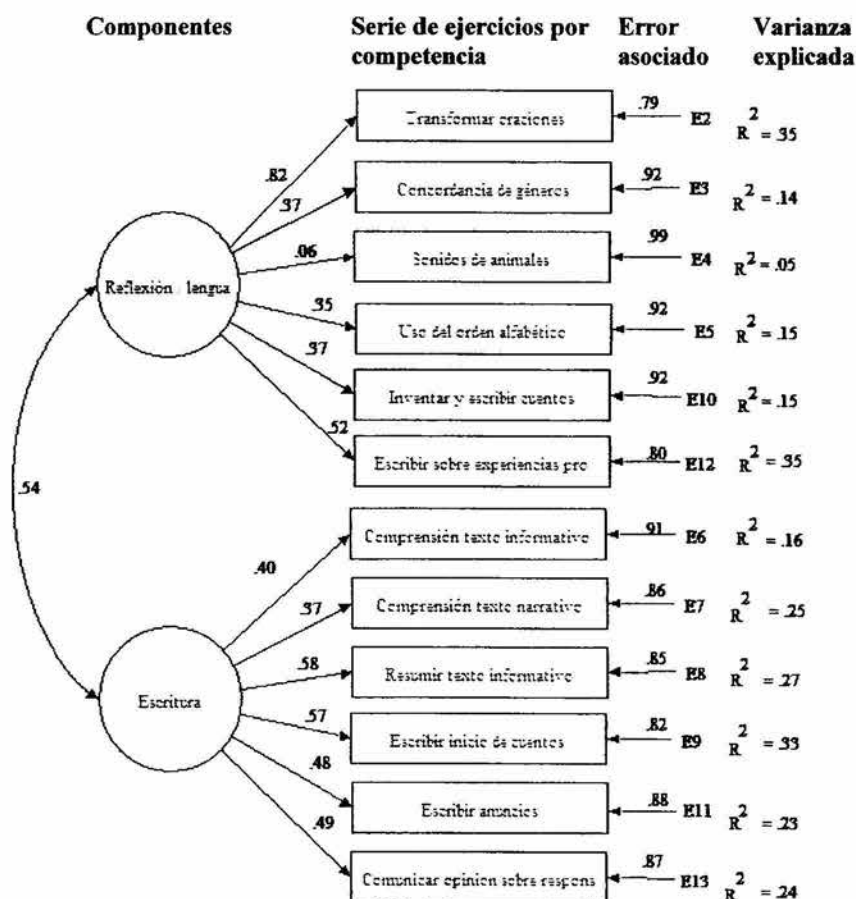 Componentes Serie de ejercicios por competencia Error asociado Varianza explicada
.82 Transformar oraciones .79 E2 R2 = .35
.37 Concordancia de géneros .92 E3 R2 = .14
.06 Sonidos de animales .99 E4 R2 = .05
Reflexión lengua
.35 Uso del orden alfabético .92 E5 R2 = .15
.37 Inventar y escribir cuentos .92 E10 R2 = .15
.52 Escribir sobre experiencias pro .80 E12 R2 = .35
.54
.40 Comprensión texto informativo .91 E6 R2 = .16
.37 Comprensión texto narrativo .86 E7 R2 = .25
.58 Resumir texto informativo .85 E8 R2 = .27
Escritura
.57 Escribir inicio de cuentos .82 E9 R2 = .33
.48 Escribir anuncios .88 E11 R2 = .23
.49 Comunicar opinion sobre respons .87 E13 R2 = .24